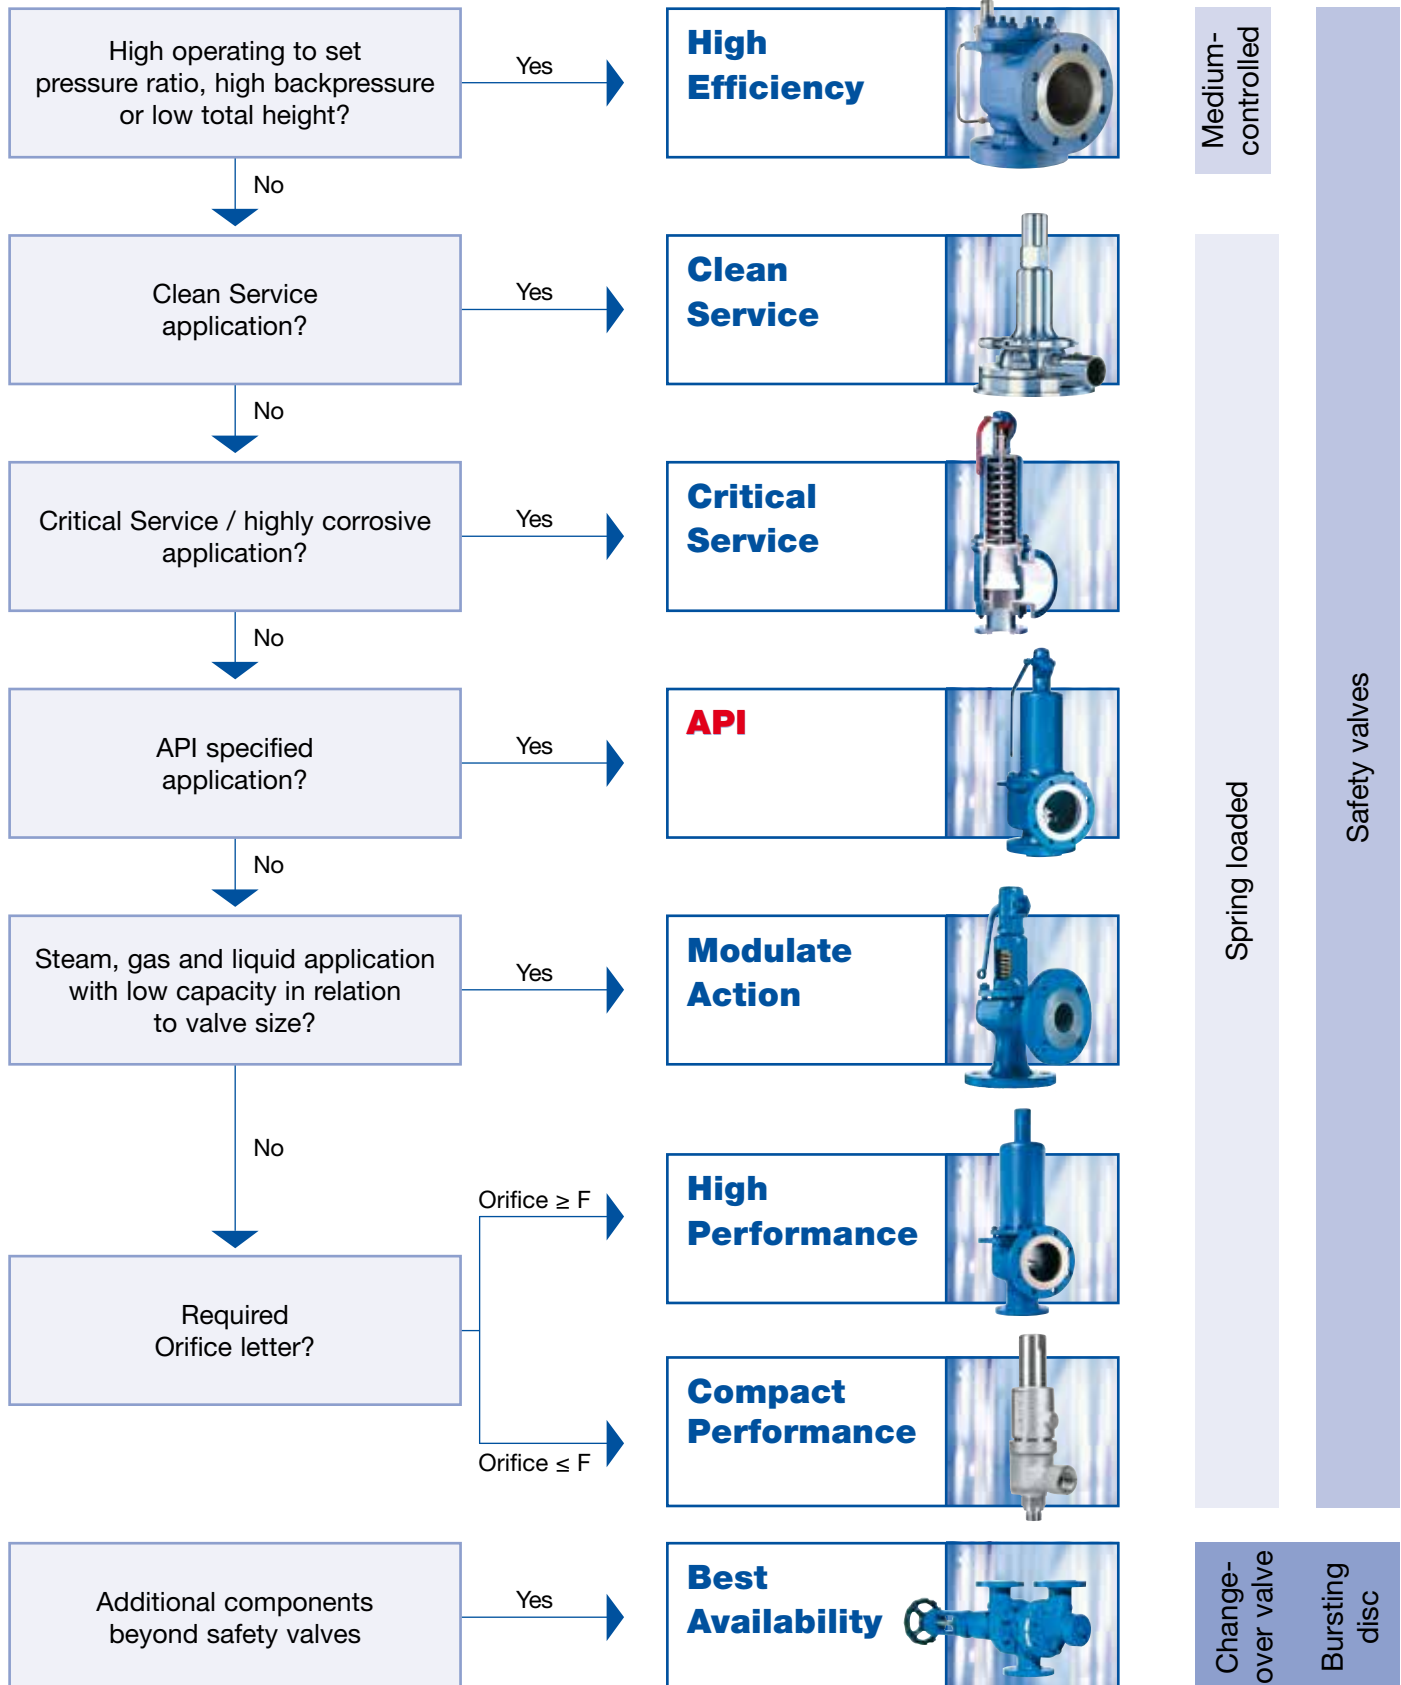 High operating to set
pressure ratio, high backpressure
or low total height?
Yes
High
Efficiency
Medium-
controlled
No
Clean Service
application?
Yes
Clean
Service
No
Critical Service / highly corrosive
application?
Yes
Critical
Service
No
API specified
application?
Yes
API
No
Steam, gas and liquid application
with low capacity in relation
to valve size?
Yes
Modulate
Action
No
Required
Orifice letter?
Orifice ≥ F
High
Performance
Orifice ≤ F
Compact
Performance
Spring loaded
Safety valves
Additional components
beyond safety valves
Yes
Best
Availability
Change-
over valve
Bursting
disc